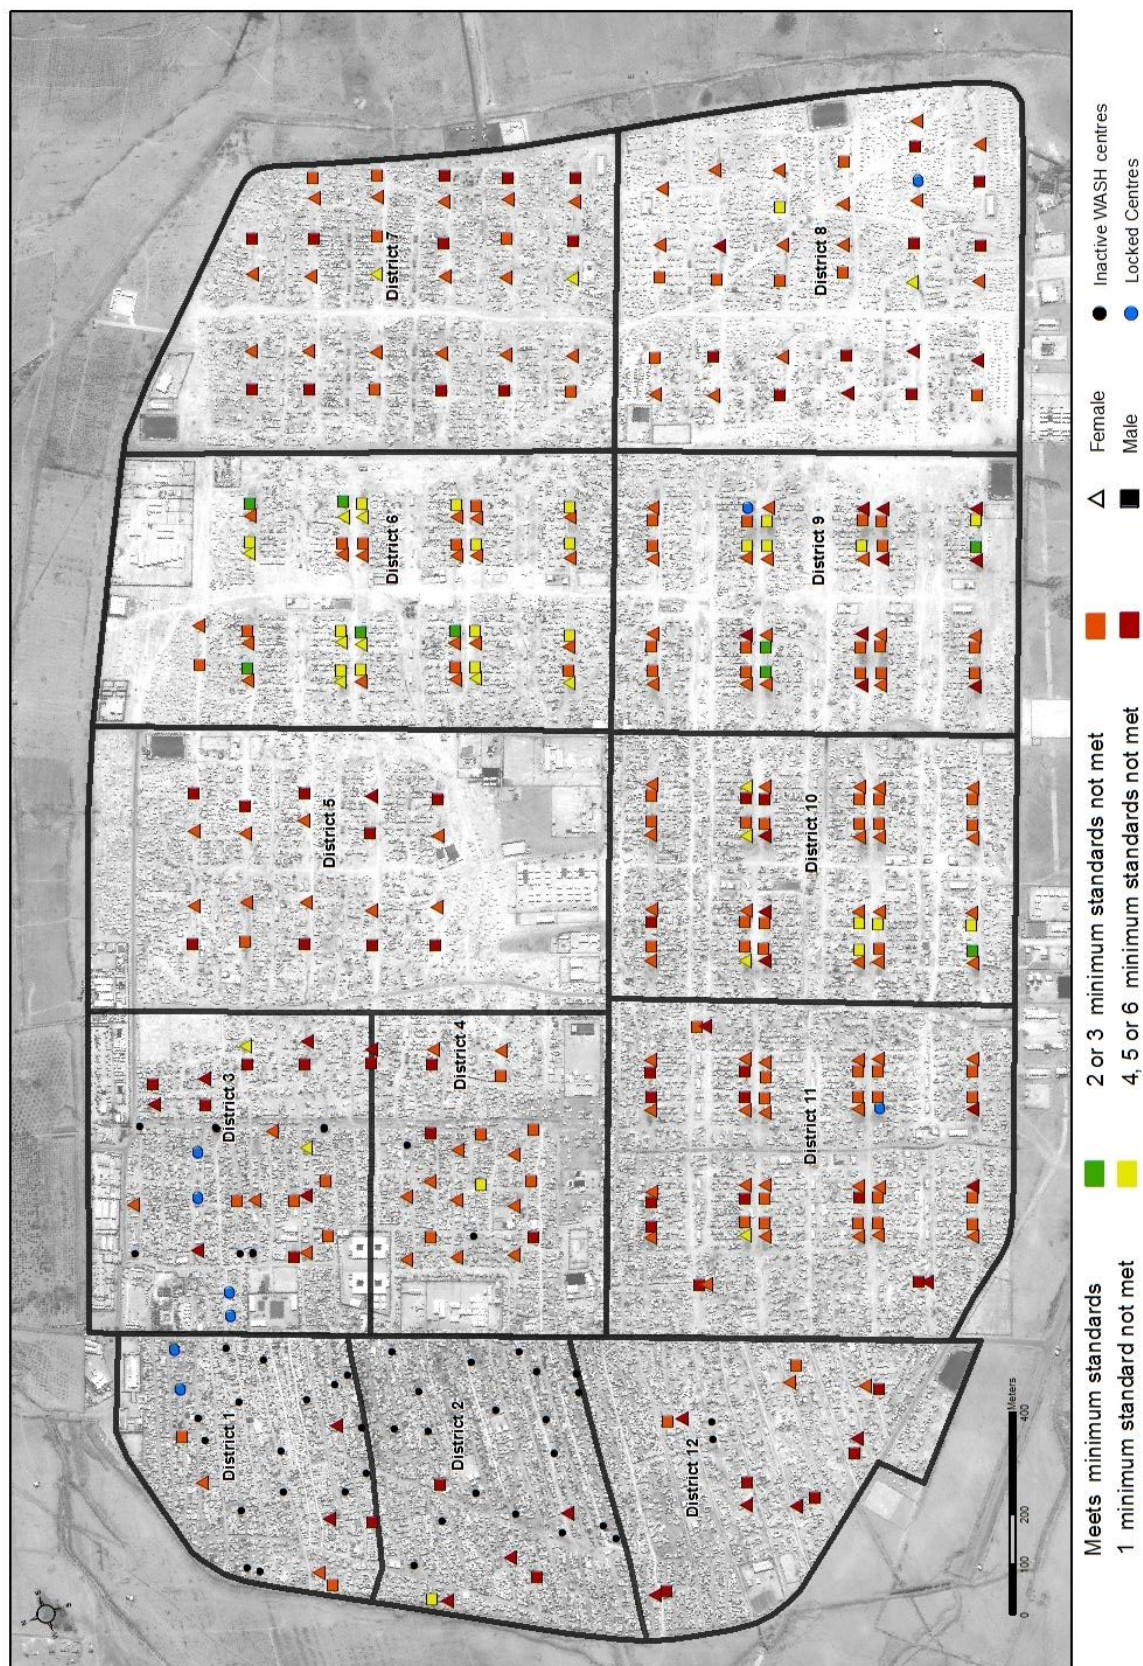 District 1
District 2
District 3
District 4
District 5
District 6
District 7
District 8
District 9
District 10
District 11
District 12
0 100 200 400
Meters
Meets minimum standards
1 minimum standard not met
2 or 3 minimum standards not met
4, 5 or 6 minimum standards not met
Female
Male
Inactive WASH centres
Locked Centres